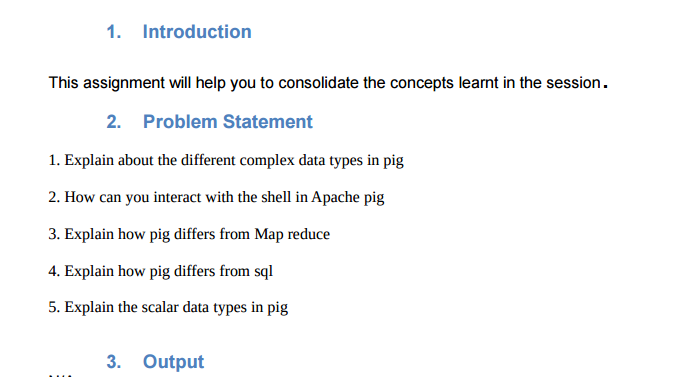 1. Introduction
This assignment will help you to consolidate the concepts learnt in the session.
2. Problem Statement
1. Explain about the different complex data types in pig
2. How can you interact with the shell in Apache pig
3. Explain how pig differs from Map reduce
4. Explain how pig differs from sql
5. Explain the scalar data types in pig
3. Output